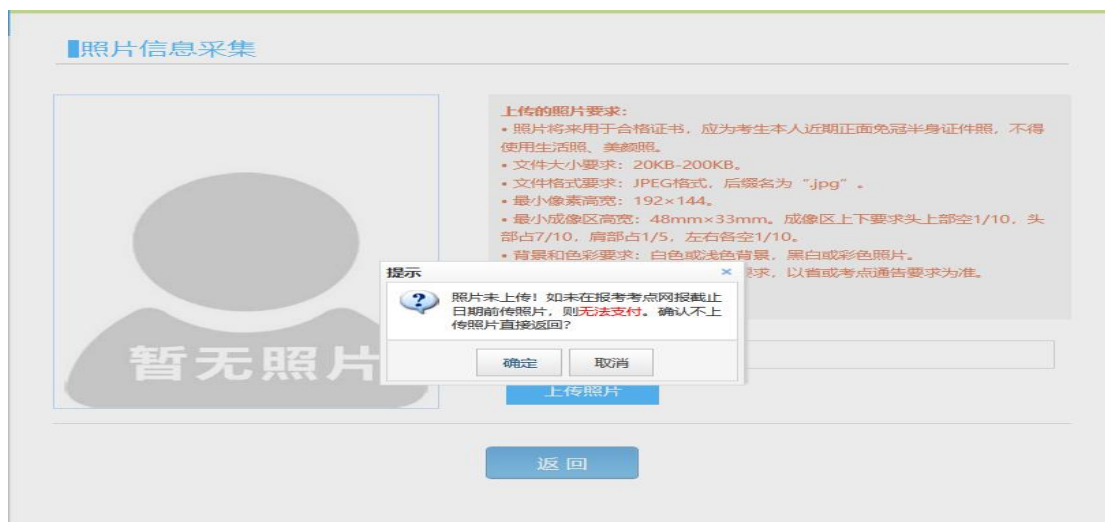 照片信息采集
上传的照片要求：
• 照片将来用于合格证书，应为考生本人近期正面免冠半身证件照，不得
使用生活照、美颜照。
• 文件大小要求：20KB-200KB。
• 文件格式要求：JPEG格式，后缀名为“.jpg”。
• 最小像素高宽：192×144。
• 最小成像区高宽：48mm×33mm。成像区上下要求头上部空1/10，头
部占7/10，肩部占1/5，左右各空1/10。
• 背景和色彩要求：白色或浅色背景，黑白或彩色照片。
要求，以省或考点通告要求为准。
提示
×
照片未上传！如未在报考考点网报截止
日期前传照片，则无法支付。确认不上
传照片直接返回？
确定
取消
暂无照片
上传照片
返回